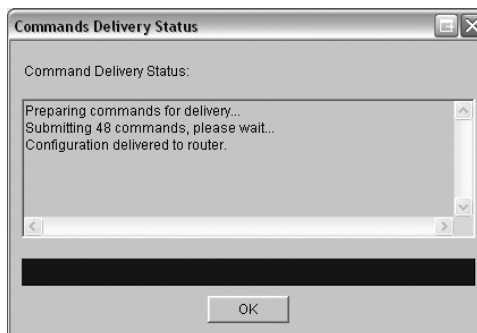 Commands Delivery Status
Command Delivery Status:
Preparing commands for delivery...
Submitting 48 commands, please wait...
Configuration delivered to router.
OK